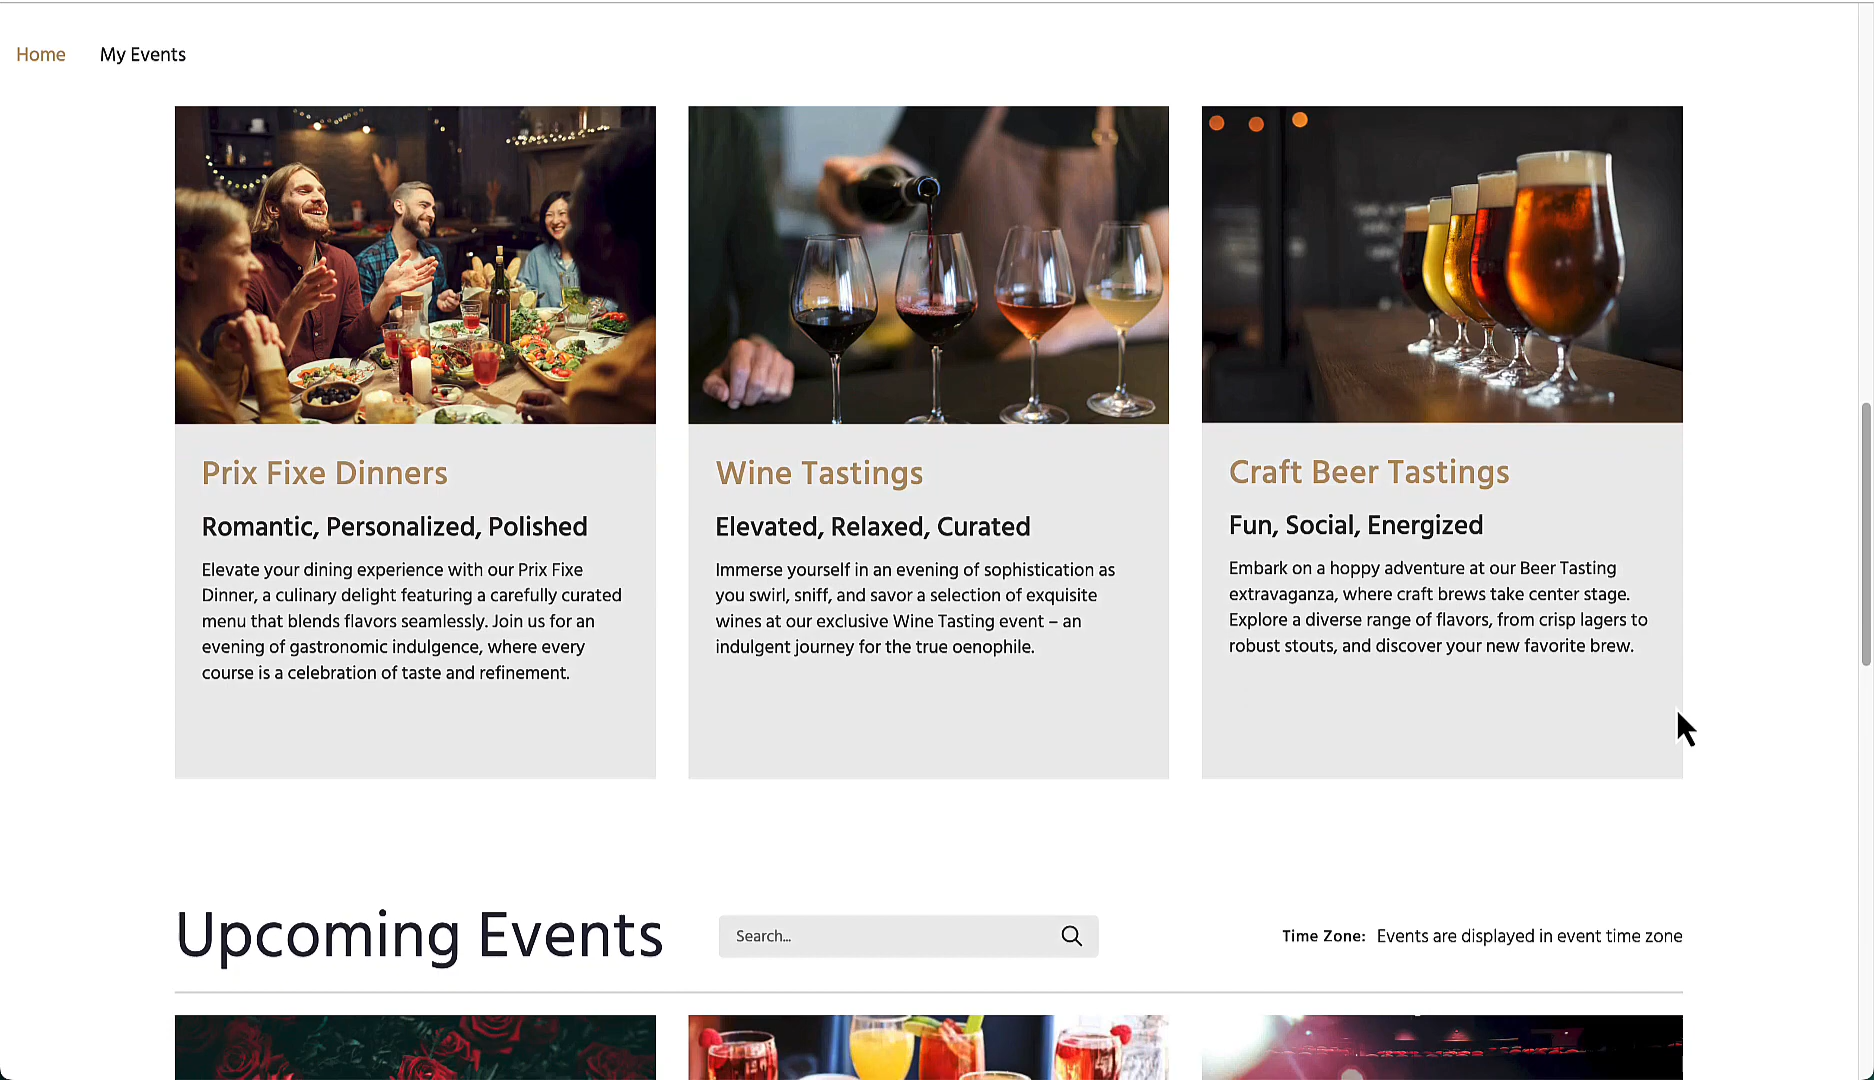 Home
My Events
Prix Fixe Dinners
Romantic, Personalized, Polished
Elevate your dining experience with our Prix Fixe
Dinner, a culinary delight featuring a carefully curated
menu that blends flavors seamlessly. Join us for an
evening of gastronomic indulgence, where every
course is a celebration of taste and refinement.
Wine Tastings
Elevated, Relaxed, Curated
Immerse yourself in an evening of sophistication as
you swirl, sniff, and savor a selection of exquisite
wines at our exclusive Wine Tasting event – an
indulgent journey for the true oenophile.
Craft Beer Tastings
Fun, Social, Energized
Embark on a hoppy adventure at our Beer Tasting
extravaganza, where craft brews take center stage.
Explore a diverse range of flavors, from crisp lagers to
robust stouts, and discover your new favorite brew.
Upcoming Events
Search...
Time Zone: Events are displayed in event time zone